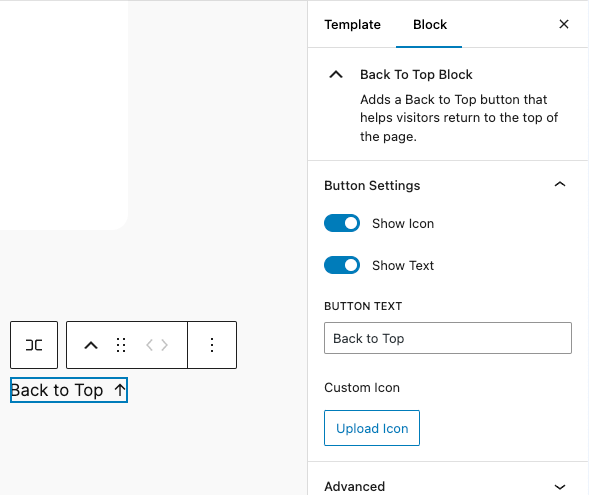 Template Block
Back To Top Block
Adds a Back to Top button that
helps visitors return to the top of
the page.
Button Settings
Show Icon
Show Text
BUTTON TEXT
Back to Top
Custom Icon
Upload Icon
Advanced
Back to Top ↑